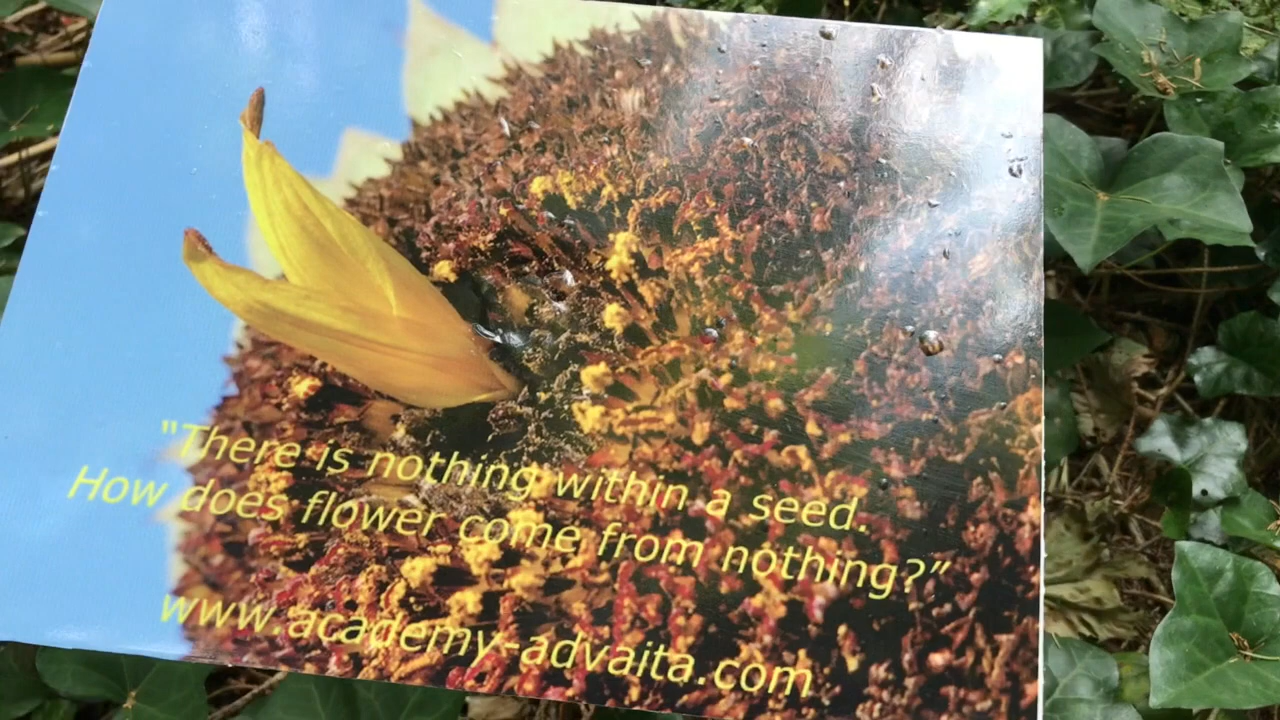 "There is nothing within a seed.
How does flower come from nothing?”
www.academy-advaita.com